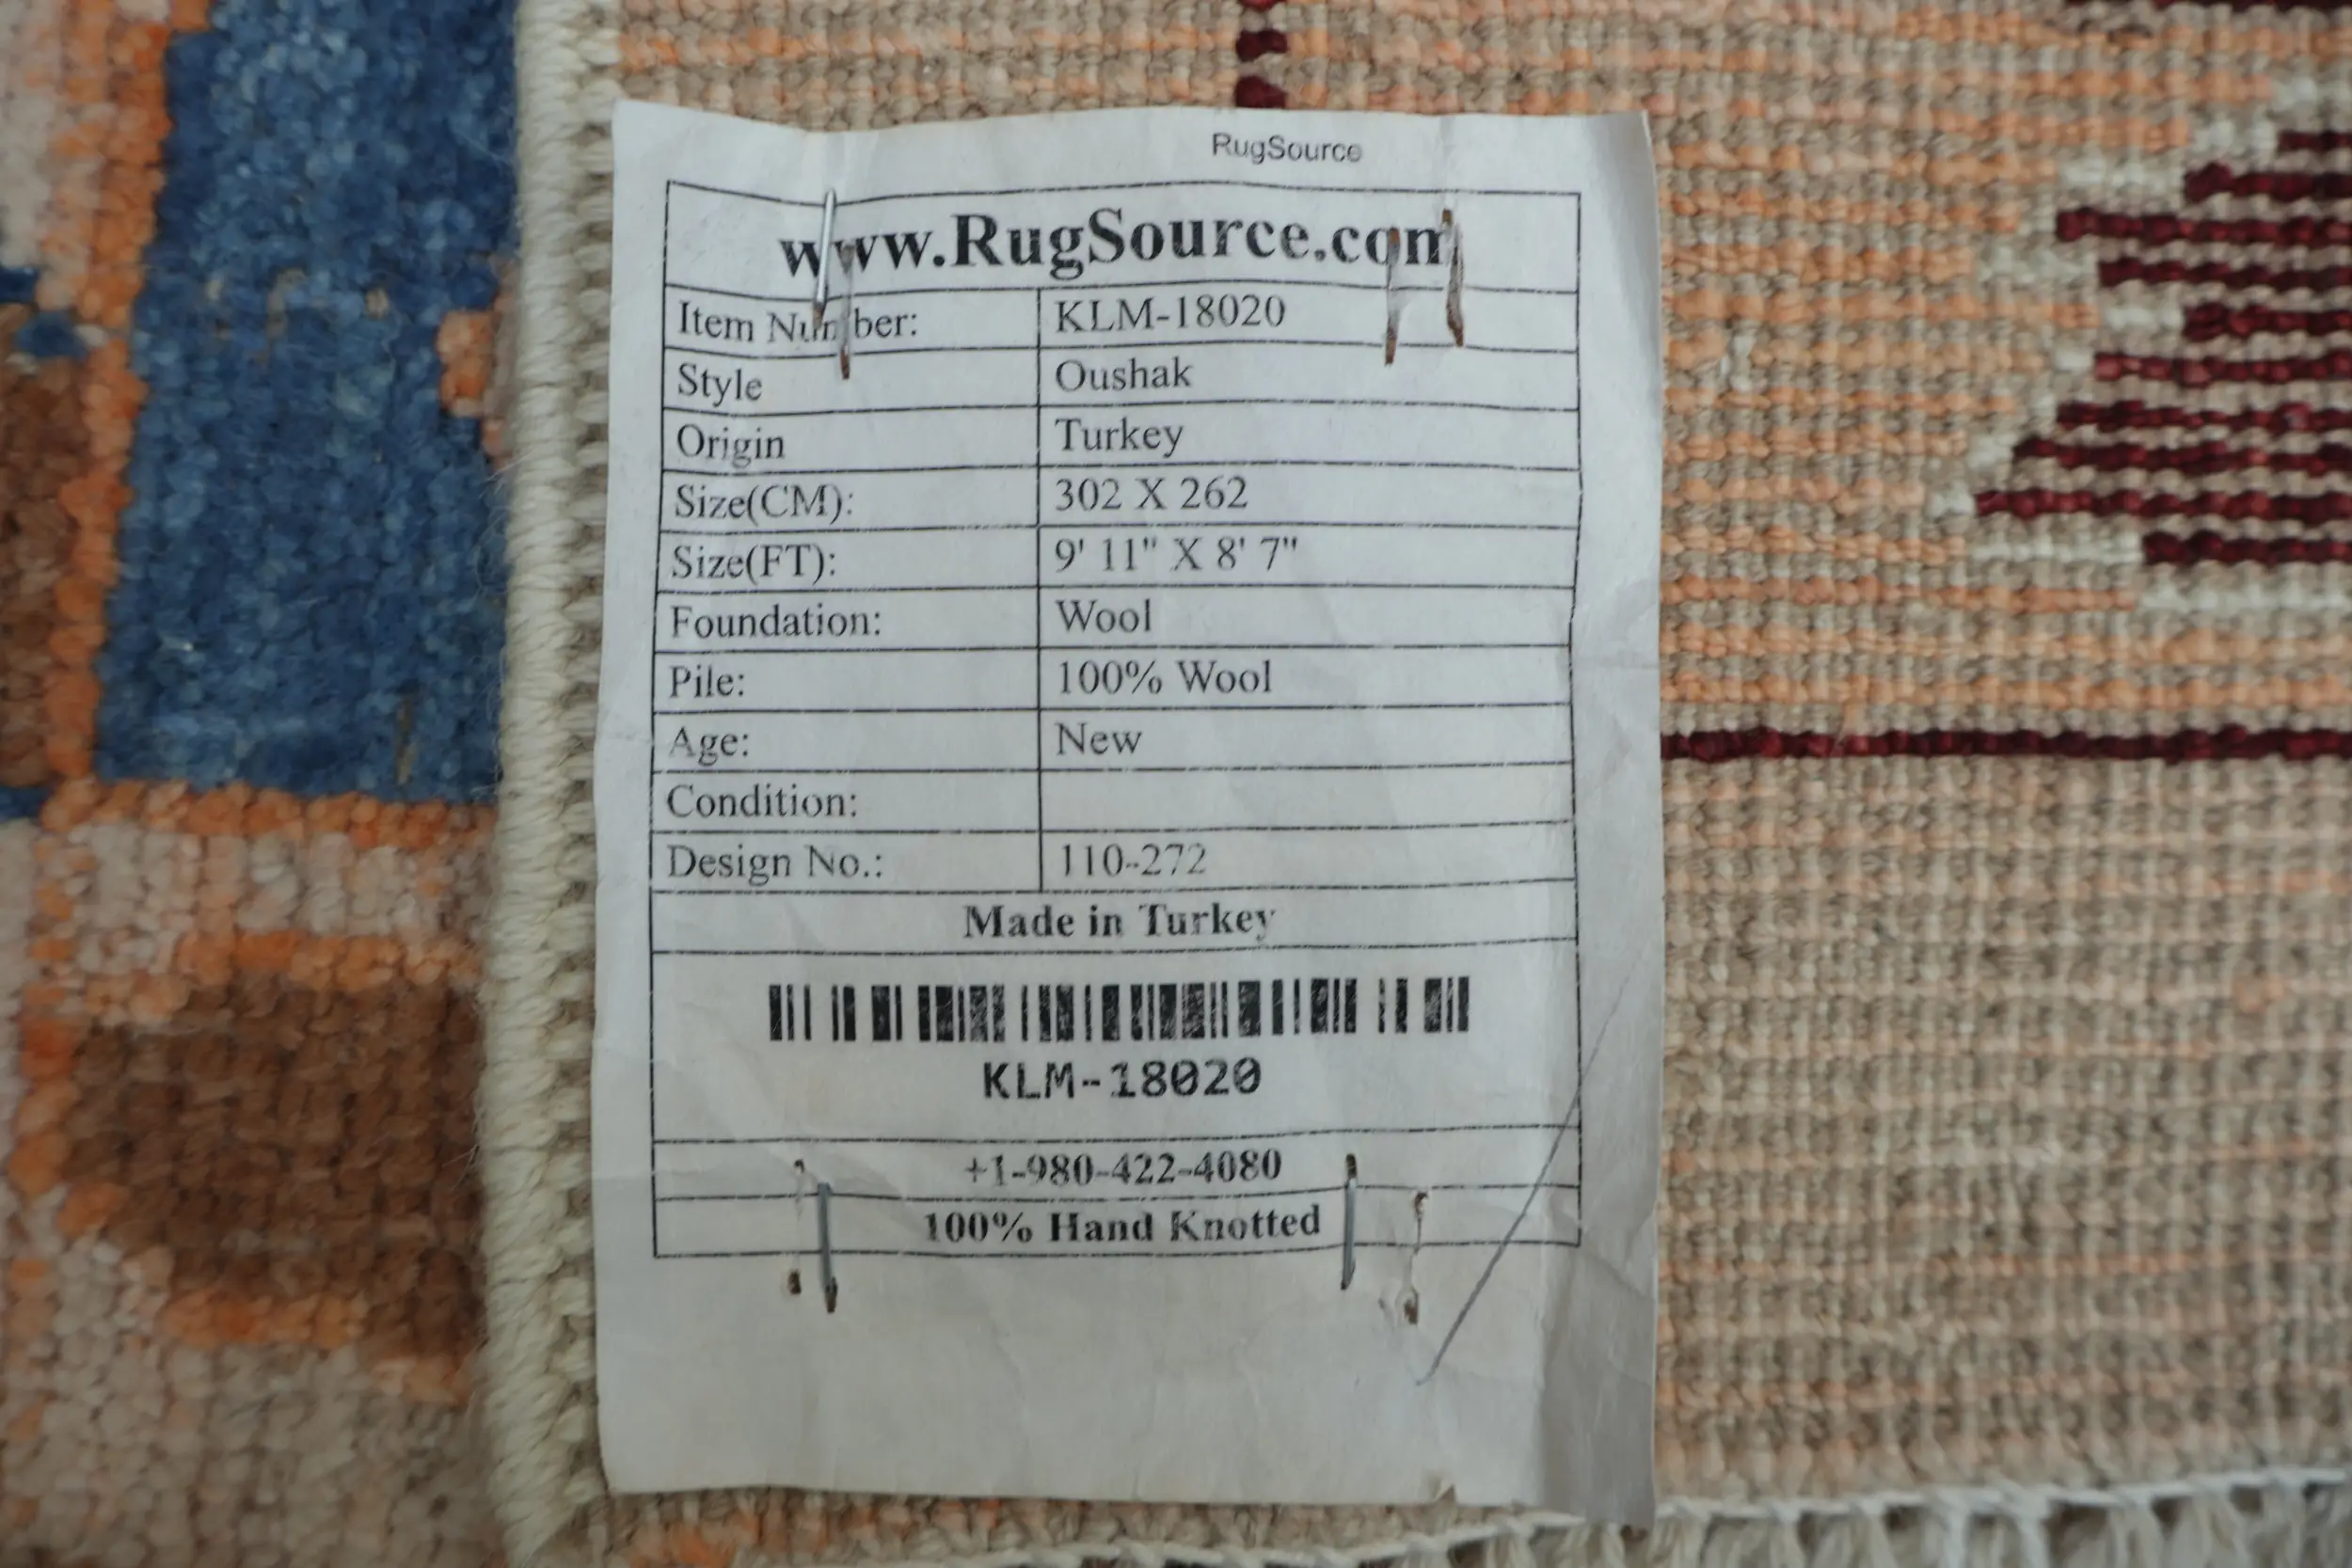 RugSource
www.RugSource.com
Item Number: KLM-18020
Style Oushak
Origin Turkey
Size(CM): 302 X 262
Size(FT): 9' 11" X 8' 7"
Foundation: Wool
Pile: 100% Wool
Age: New
Condition:
Design No.: 110-272
Made in Turkey
KLM-18020
+1-980-422-4080
100% Hand Knotted